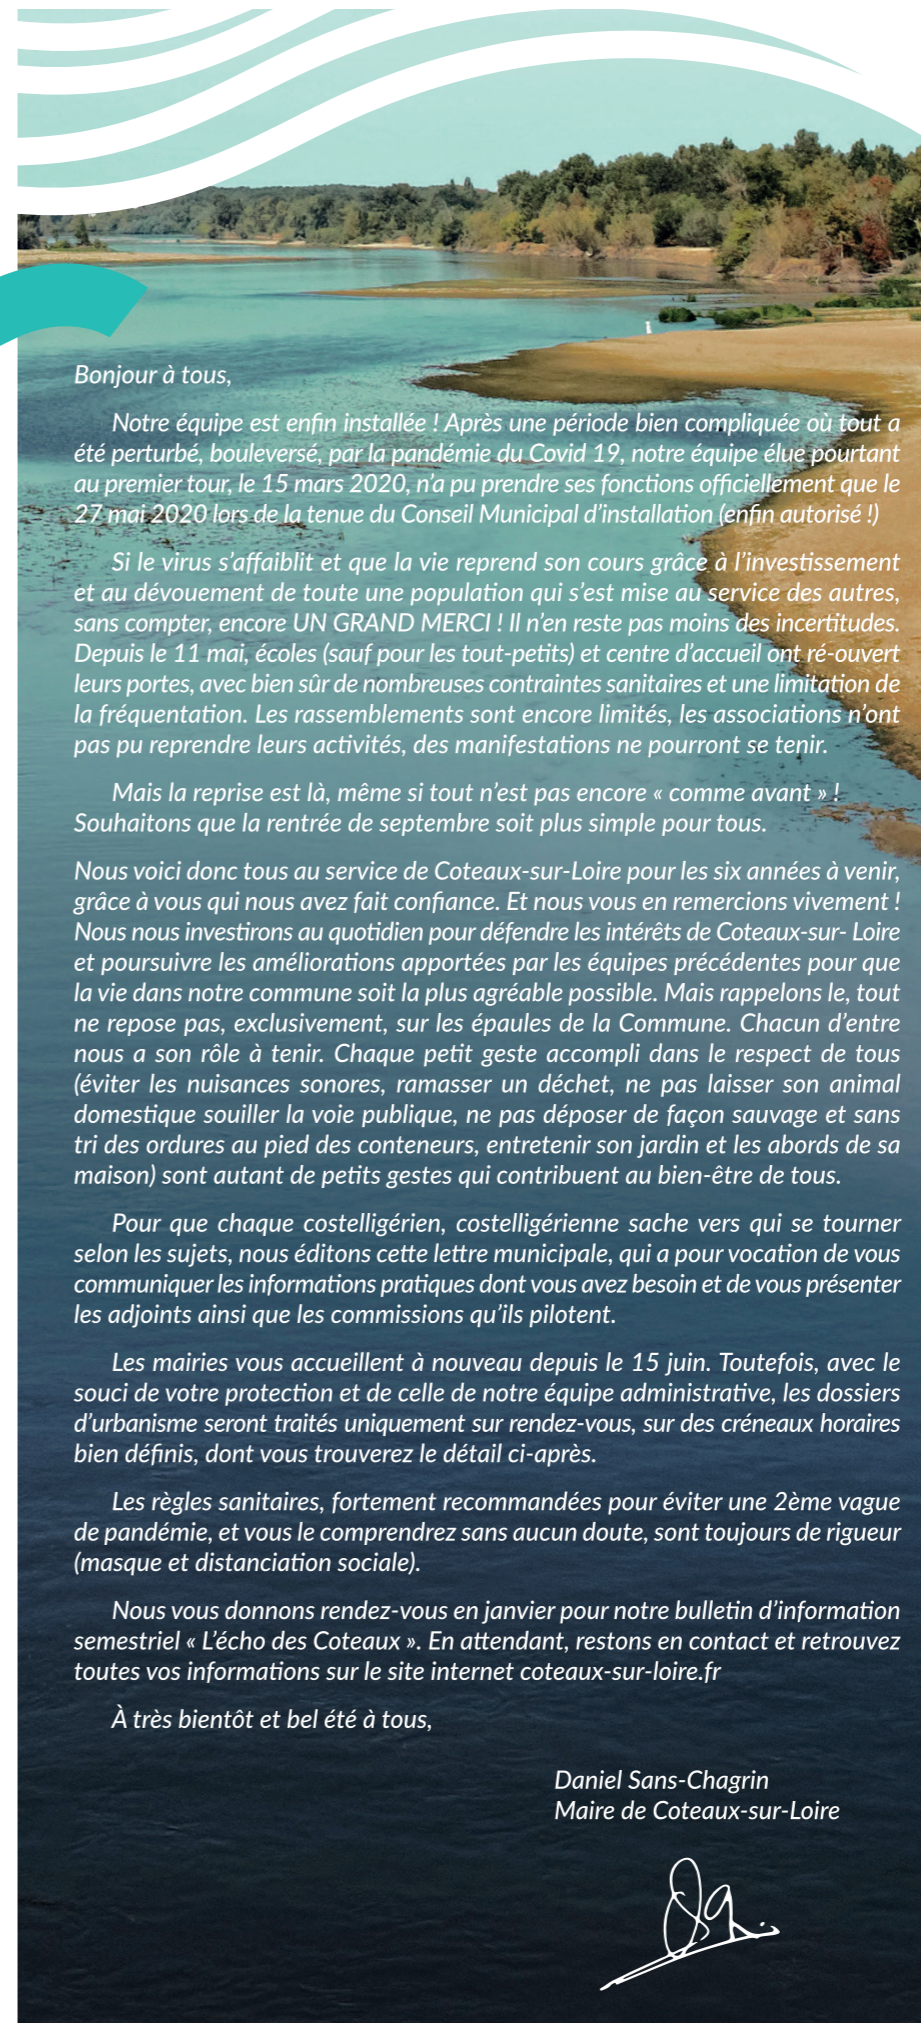 Bonjour à tous,
Notre équipe est enfin installée ! Après une période bien compliquée où tout a
été perturbé, bouleversé, par la pandémie du Covid 19, notre équipe élue pourtant
au premier tour, le 15 mars 2020, n’a pu prendre ses fonctions officiellement que le
27 mai 2020 lors de la tenue du Conseil Municipal d’installation (enfin autorisé !)
Si le virus s’affaiblit et que la vie reprend son cours grâce à l’investissement
et au dévouement de toute une population qui s’est mise au service des autres,
sans compter, encore UN GRAND MERCI ! Il n’en reste pas moins des incertitudes.
Depuis le 11 mai, écoles (sauf pour les tout-petits) et centre d’accueil ont ré-ouvert
leurs portes, avec bien sûr de nombreuses contraintes sanitaires et une limitation de
la fréquentation. Les rassemblements sont encore limités, les associations n’ont
pas pu reprendre leurs activités, des manifestations ne pourront se tenir.
Mais la reprise est là, même si tout n’est pas encore « comme avant » !
Souhaitons que la rentrée de septembre soit plus simple pour tous.
Nous voici donc tous au service de Coteaux-sur-Loire pour les six années à venir,
grâce à vous qui nous avez fait confiance. Et nous vous en remercions vivement !
Nous nous investirons au quotidien pour défendre les intérêts de Coteaux-sur- Loire
et poursuivre les améliorations apportées par les équipes précédentes pour que
la vie dans notre commune soit la plus agréable possible. Mais rappelons le, tout
ne repose pas, exclusivement, sur les épaules de la Commune. Chacun d’entre
nous a son rôle à tenir. Chaque petit geste accompli dans le respect de tous
(éviter les nuisances sonores, ramasser un déchet, ne pas laisser son animal
domestique souiller la voie publique, ne pas déposer de façon sauvage et sans
tri des ordures au pied des conteneurs, entretenir son jardin et les abords de sa
maison) sont autant de petits gestes qui contribuent au bien-être de tous.
Pour que chaque costelligérien, costelligérienne sache vers qui se tourner
selon les sujets, nous éditons cette lettre municipale, qui a pour vocation de vous
communiquer les informations pratiques dont vous avez besoin et de vous présenter
les adjoints ainsi que les commissions qu’ils pilotent.
Les mairies vous accueillent à nouveau depuis le 15 juin. Toutefois, avec le
souci de votre protection et de celle de notre équipe administrative, les dossiers
d’urbanisme seront traités uniquement sur rendez-vous, sur des créneaux horaires
bien définis, dont vous trouverez le détail ci-après.
Les règles sanitaires, fortement recommandées pour éviter une 2ème vague
de pandémie, et vous le comprendrez sans aucun doute, sont toujours de rigueur
(masque et distanciation sociale).
Nous vous donnons rendez-vous en janvier pour notre bulletin d’information
semestriel « L’écho des Coteaux ». En attendant, restons en contact et retrouvez
toutes vos informations sur le site internet coteaux-sur-loire.fr
À très bientôt et bel été à tous,
Daniel Sans-Chagrin
Maire de Coteaux-sur-Loire